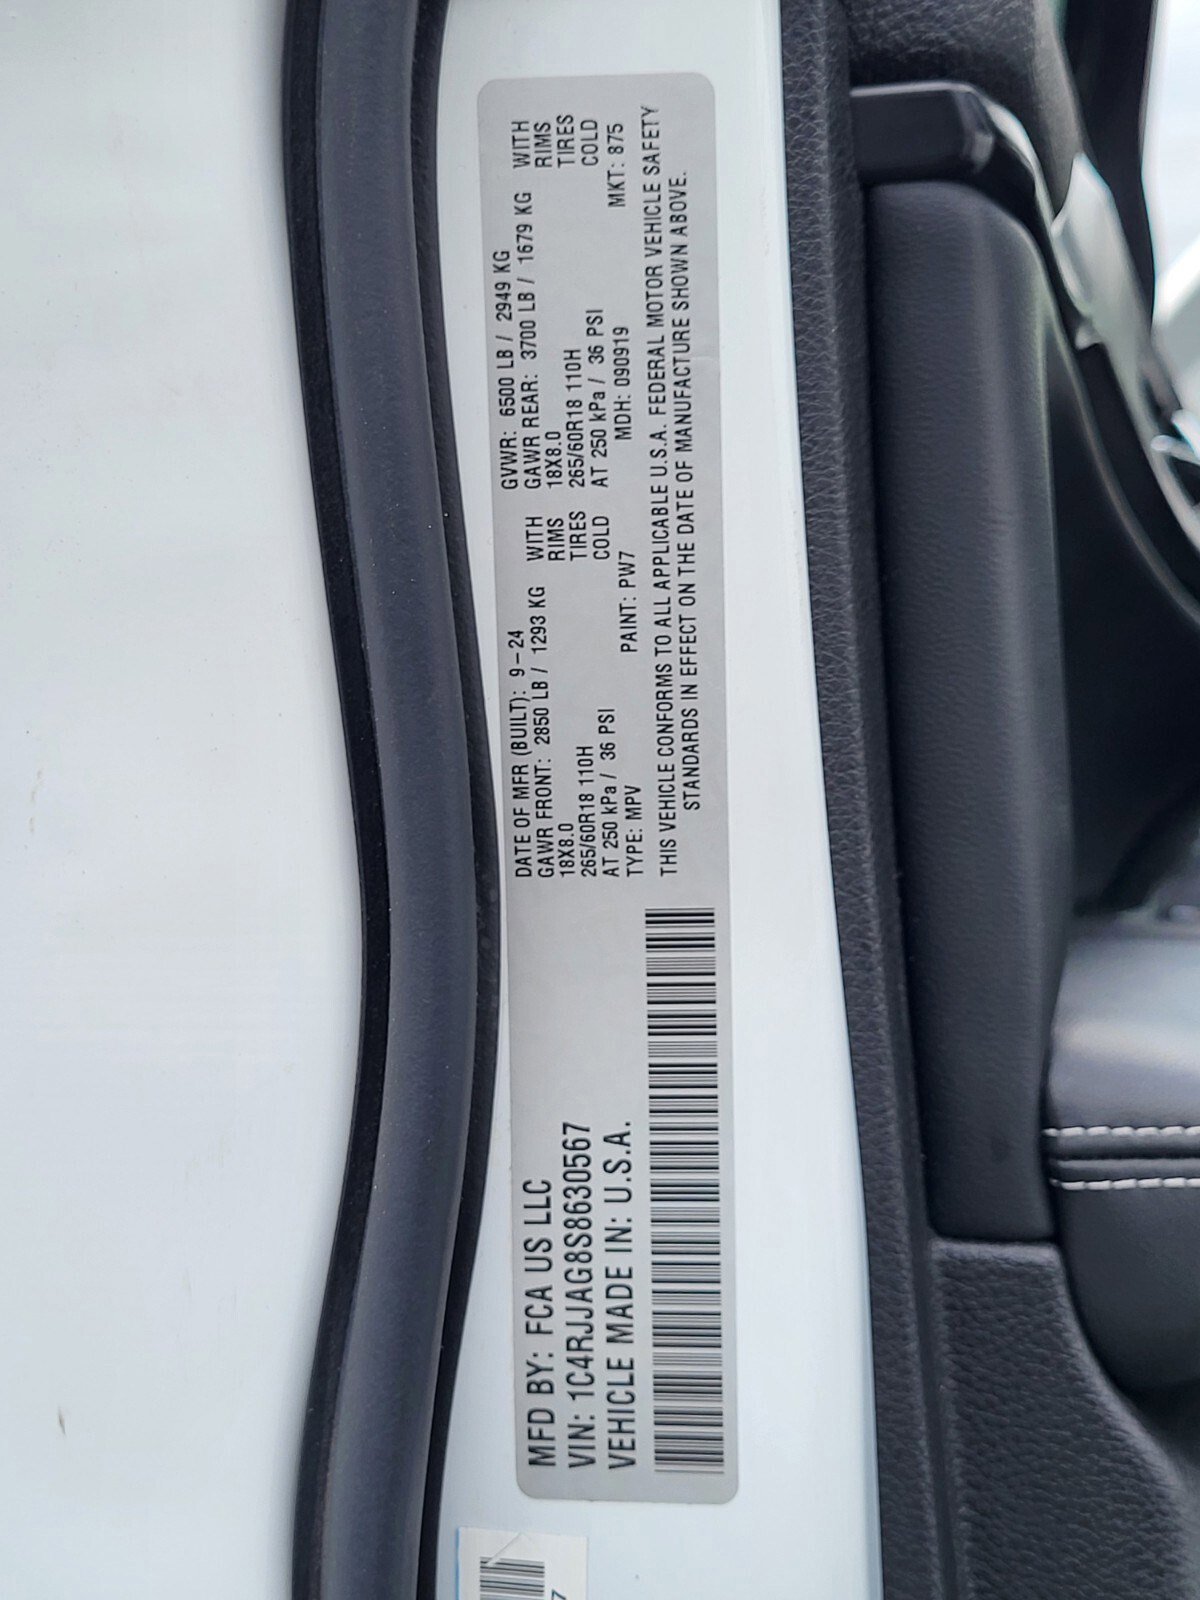 MFD BY: FCA US LLC
VIN: 1C4RJJAG8S8630567
VEHICLE MADE IN: U.S.A.
DATE OF MFR (BUILT): 9-24 GVWR: 6500 LB / 2949 KG
GAWR FRONT: 2850 LB / 1293 KG WITH GAWR REAR: 3700 LB / 1679 KG WITH
18X8.0 RIMS 18X8.0 RIMS
265/60R18 110H TIRES 265/60R18 110H TIRES
AT 250 kPa / 36 PSI COLD AT 250 kPa / 36 PSI COLD
TYPE: MPV PAINT: PW7 MDH: 090919 MKT: 875
THIS VEHICLE CONFORMS TO ALL APPLICABLE U.S.A. FEDERAL MOTOR VEHICLE SAFETY
STANDARDS IN EFFECT ON THE DATE OF MANUFACTURE SHOWN ABOVE.
7